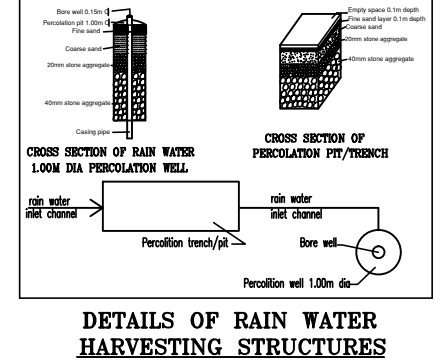 Bore well 0.15m
Percolation pit 1.00m
Fine sand
Coarse sand
20mm stone aggregate
40mm stone aggregate
Casing pipe
CROSS SECTION OF RAIN WATER
1.00M DIA PERCOLATION WELL
Empty space 0.1m depth
Fine sand layer 0.1m depth
Coarse sand
20mm stone aggregate
40mm stone aggregate
CROSS SECTION OF
PERCOLATION PIT/TRENCH
rain water
inlet channel
Percolition trench/pit
rain water
inlet channel
Bore well
Percolition well 1.00m dia
DETAILS OF RAIN WATER
HARVESTING STRUCTURES